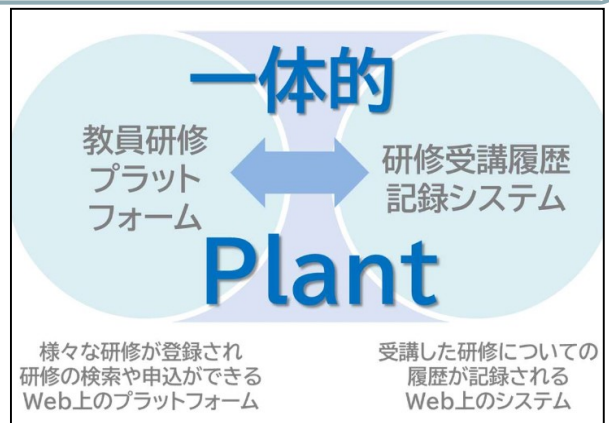 一体的
教員研修
プラット
フォーム
研修受講履歴
記録システム
Plant
様々な研修が登録され
研修の検索や申込ができる
Web上のプラットフォーム
受講した研修についての
履歴が記録される
Web上のシステム